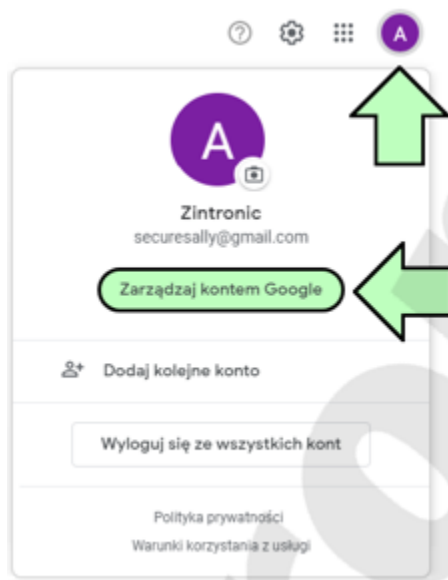 A
A
Zintronic
securesally@gmail.com
Zarządzaj kontem Google
Dodaj kolejne konto
Wyloguj się ze wszystkich kont
Polityka prywatności
Warunki korzystania z usługi